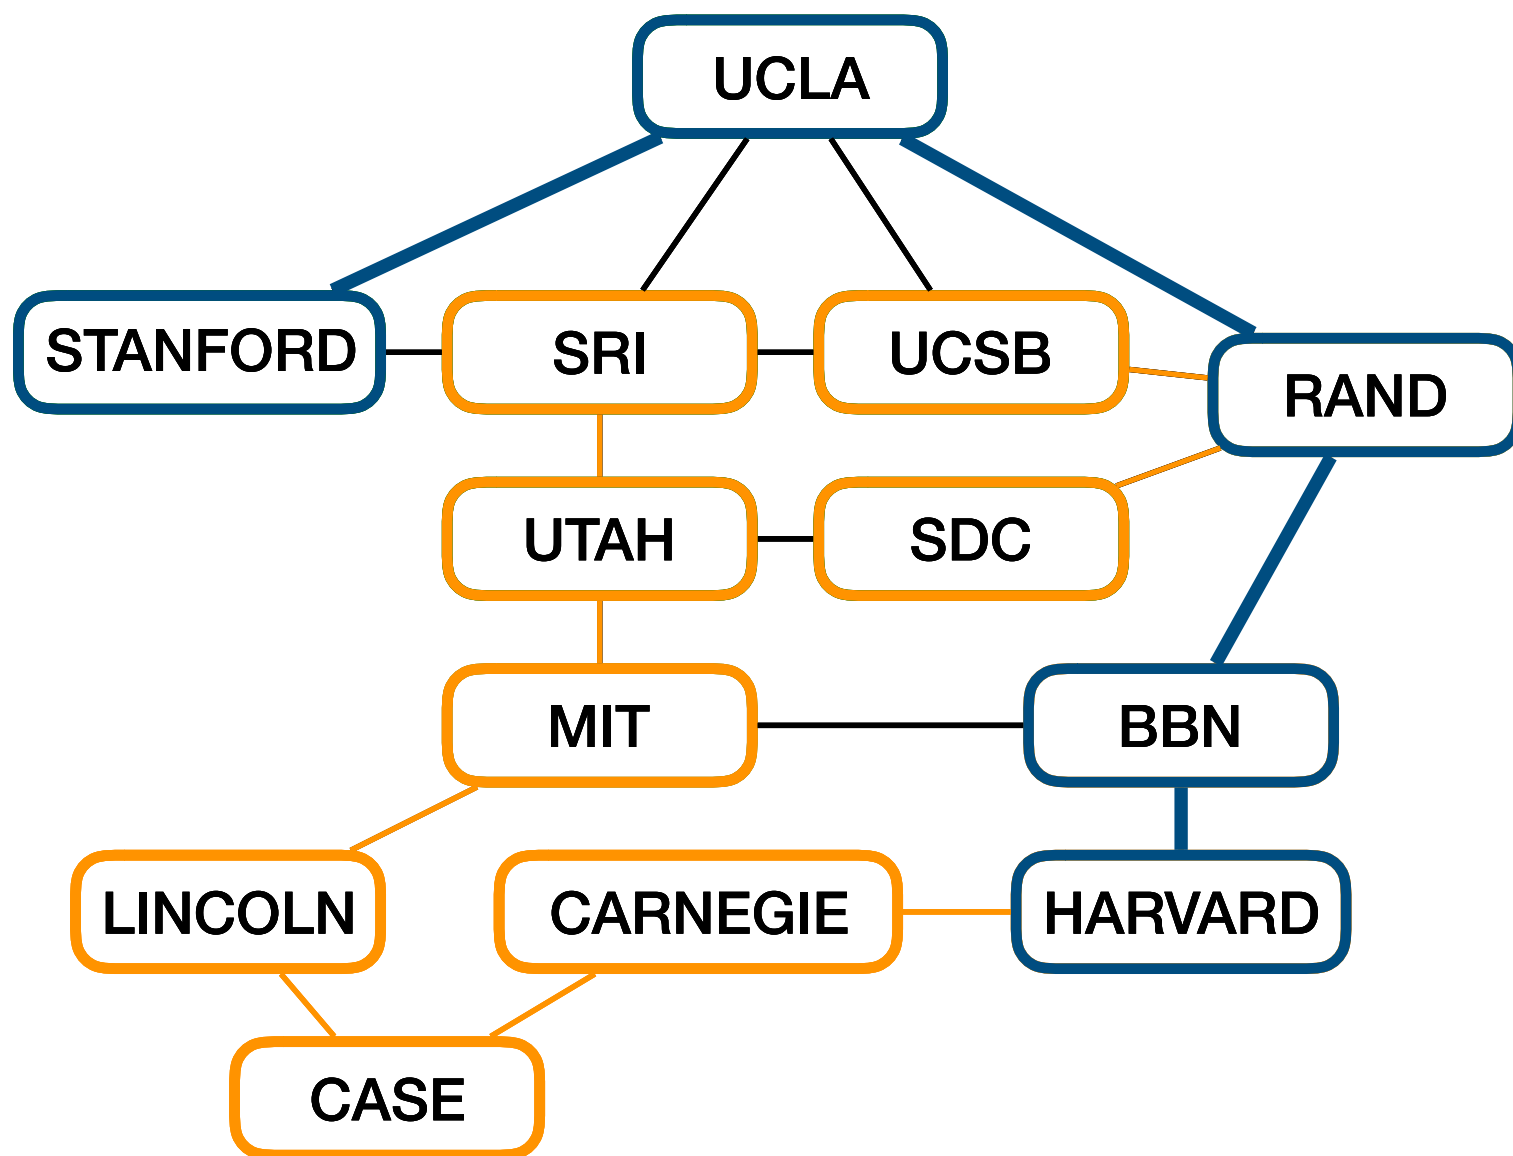 UCLA
STANFORD
SRI
UCSB
RAND
UTAH
SDC
MIT
BBN
LINCOLN
CARNEGIE
HARVARD
CASE